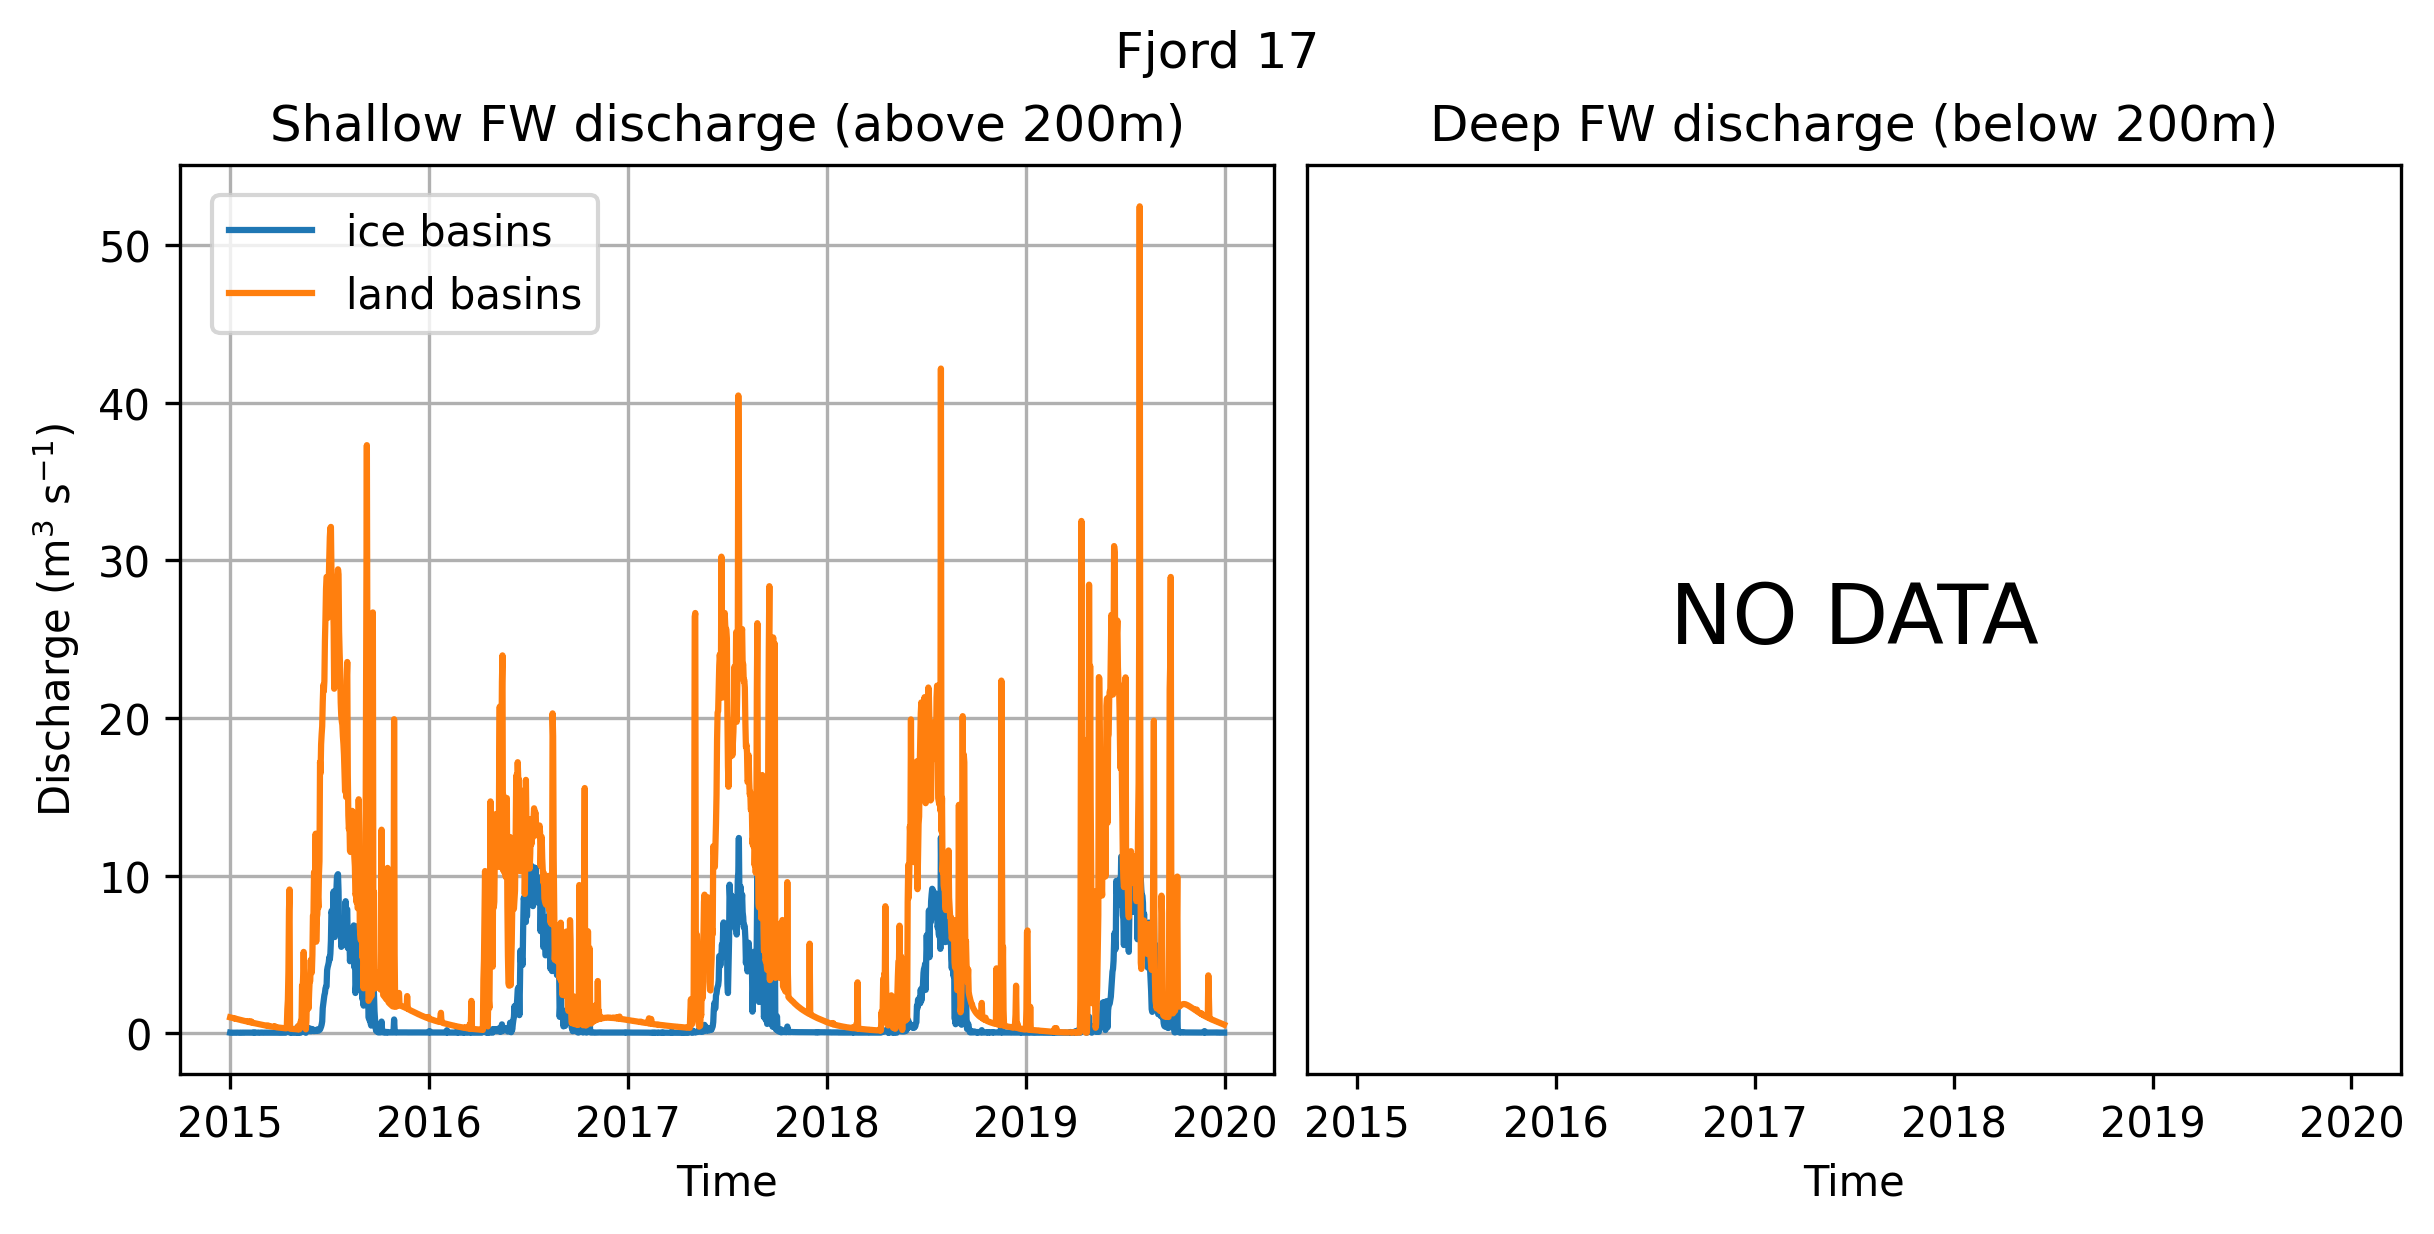 Fjord 17
Shallow FW discharge (above 200m)
Deep FW discharge (below 200m)
ice basins
land basins
Discharge (m³ s⁻¹)
50
40
30
20
10
0
NO DATA
2015 2016 2017 2018 2019 2020
2015 2016 2017 2018 2019 2020
Time
Time